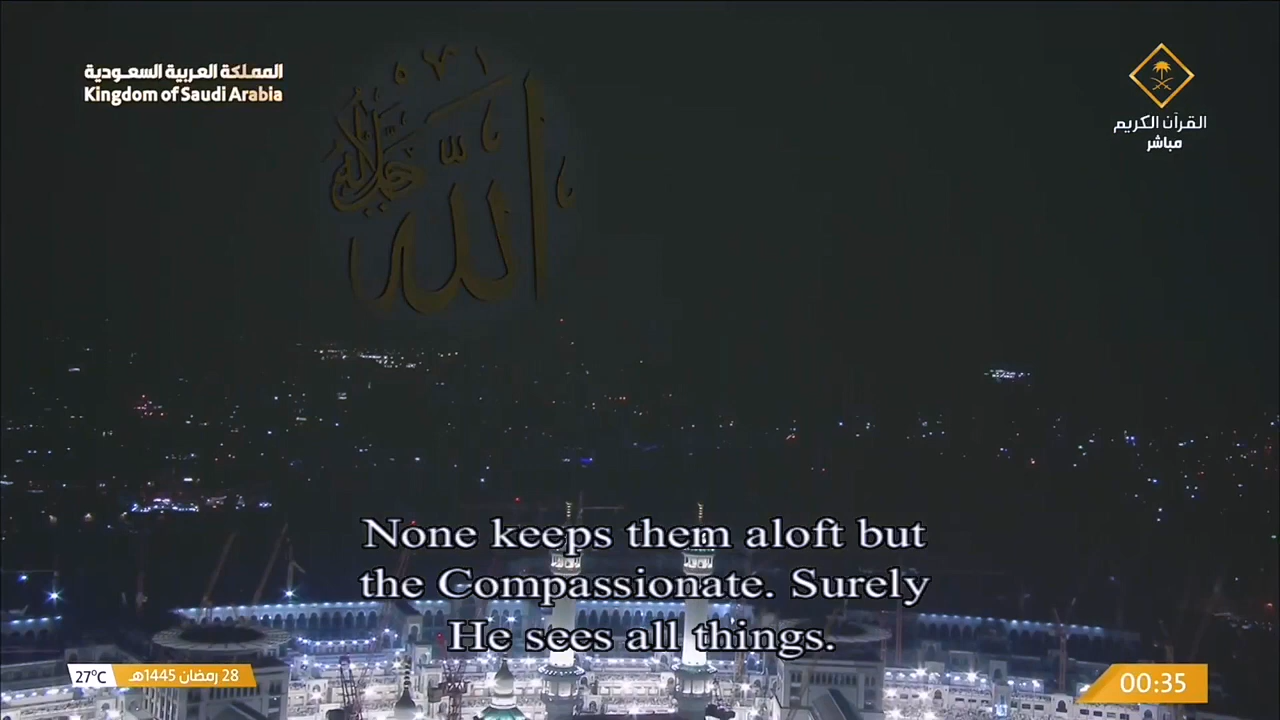 المملكة العربية السعودية
Kingdom of Saudi Arabia
القرآن الكريم
مباشر
الله
جلاله
None keeps them aloft but
the Compassionate. Surely
He sees all things.
27°C
28 رمضان 1445هـ
00:35